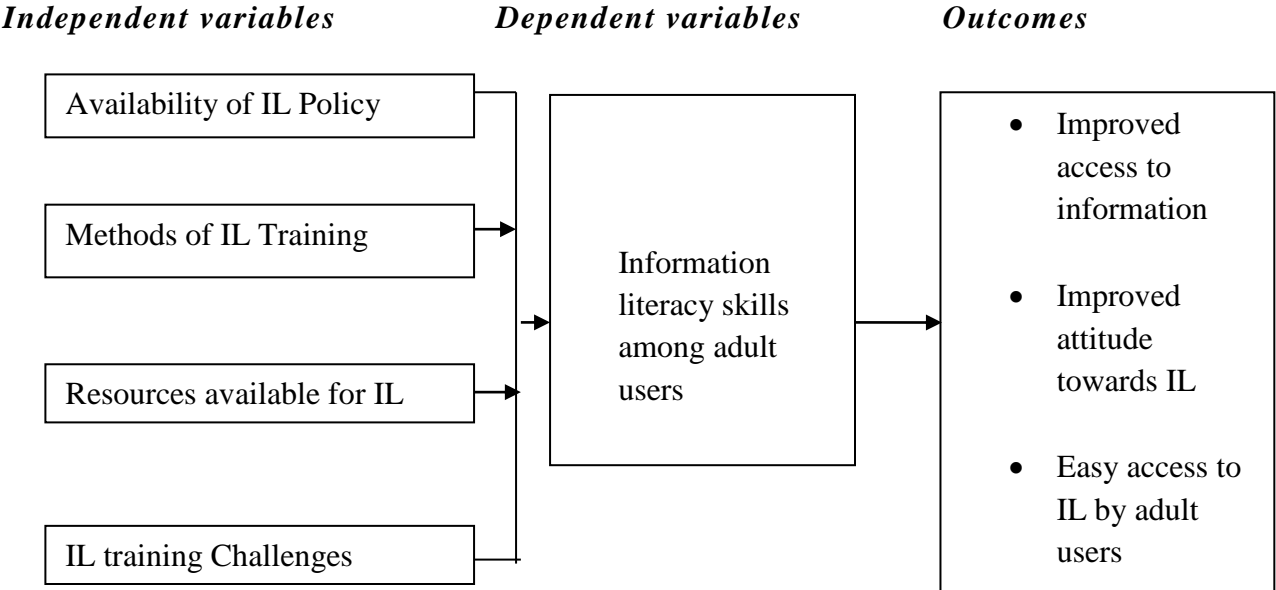 Independent variables Dependent variables Outcomes
Availability of IL Policy
Methods of IL Training
Resources available for IL
IL training Challenges
Information
literacy skills
among adult
users
• Improved
access to
information
• Improved
attitude
towards IL
• Easy access to
IL by adult
users